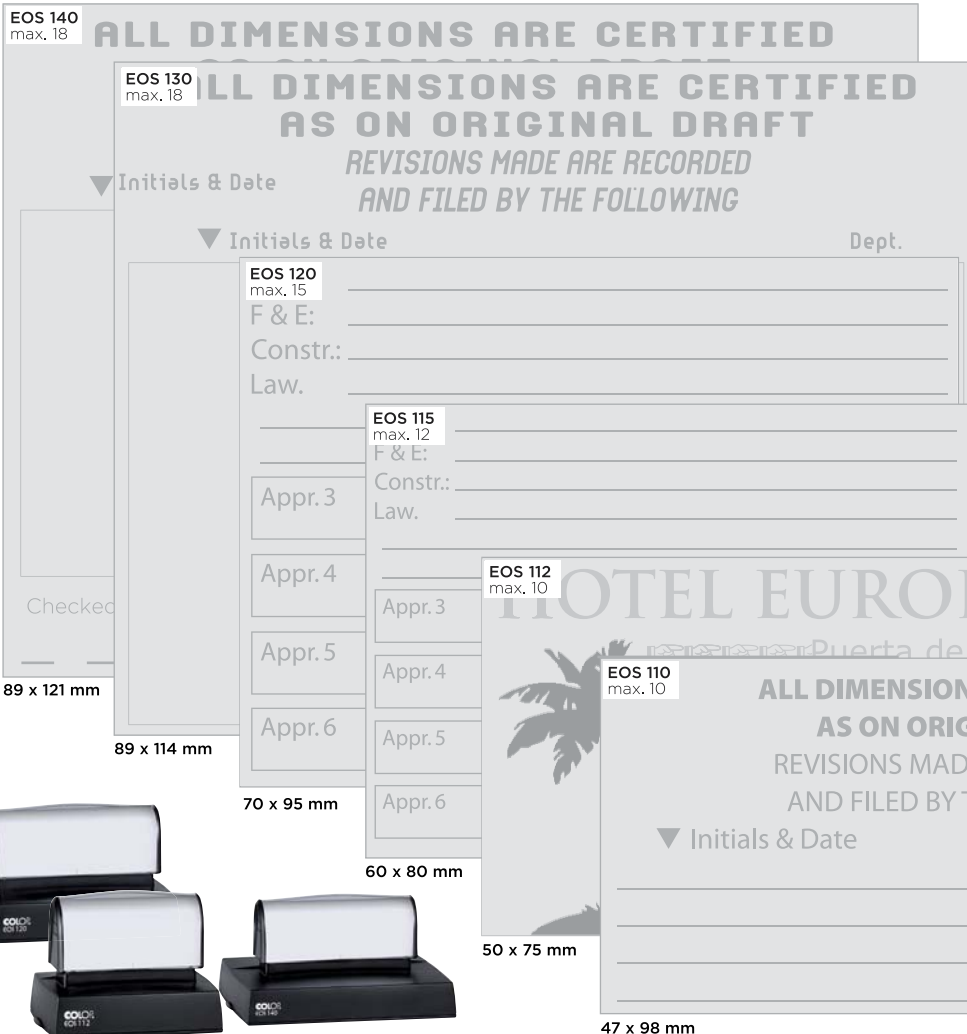 EOS 140
max. 18
ALL DIMENSIONS ARE CERTIFIED
AS ON ORIGINAL DRAFT
Initials & Date
Checked
89 x 121 mm
EOS 130
max. 18
ALL DIMENSIONS ARE CERTIFIED
AS ON ORIGINAL DRAFT
REVISIONS MADE ARE RECORDED
AND FILED BY THE FOLLOWING
Initials & Date Dept.
89 x 114 mm
EOS 120
max. 15
F & E:
Constr.:
Law.
Appr. 3
Appr. 4
Appr. 5
Appr. 6
70 x 95 mm
EOS 115
max. 12
F & E:
Constr.:
Law.
Appr. 3
Appr. 4
Appr. 5
Appr. 6
60 x 80 mm
EOS 112
max. 10
HOTEL EURO
Puerta de
50 x 75 mm
EOS 110
max. 10
ALL DIMENSION
AS ON ORIG
REVISIONS MAD
AND FILED BY
Initials & Date
47 x 98 mm
COLOP
EOS 120
COLOP
EOS 112
COLOP
EOS 140